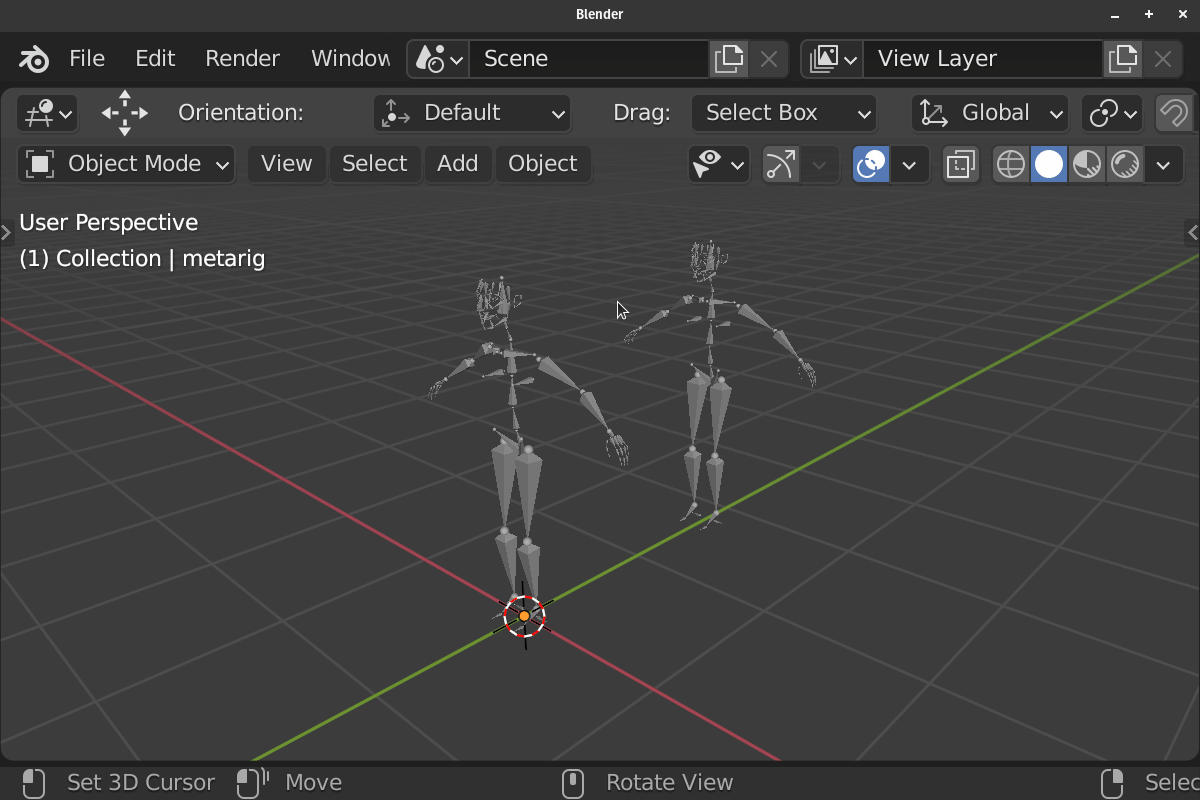 Blender
File Edit Render Window Scene View Layer
Orientation: Default Drag: Select Box Global
Object Mode View Select Add Object
User Perspective
(1) Collection | metarig
Set 3D Cursor Move Rotate View Selec